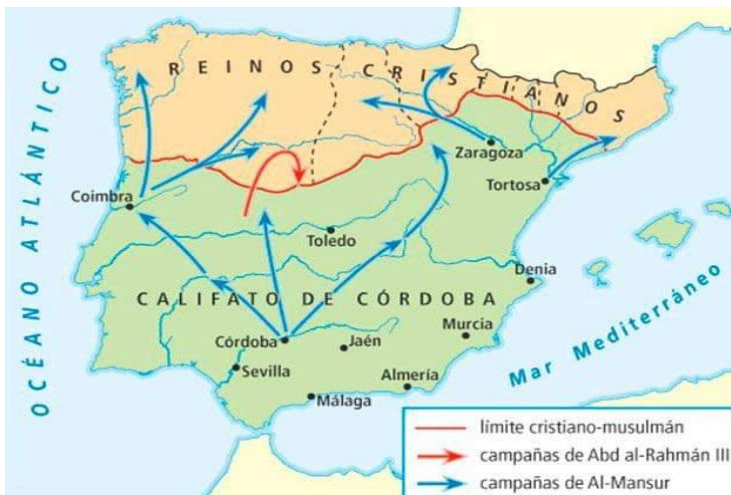 REINOS CRISTIANOS
OCÉANO ATLÁNTICO
Zaragoza
Tortosa
Coimbra
Toledo
Denia
CALIFATO DE CÓRDOBA
Mar Mediterráneo
Murcia
Córdoba
Jaén
Sevilla
Almería
Málaga
límite cristiano-musulmán
campañas de Abd al-Rahmán III
campañas de Al-Mansur